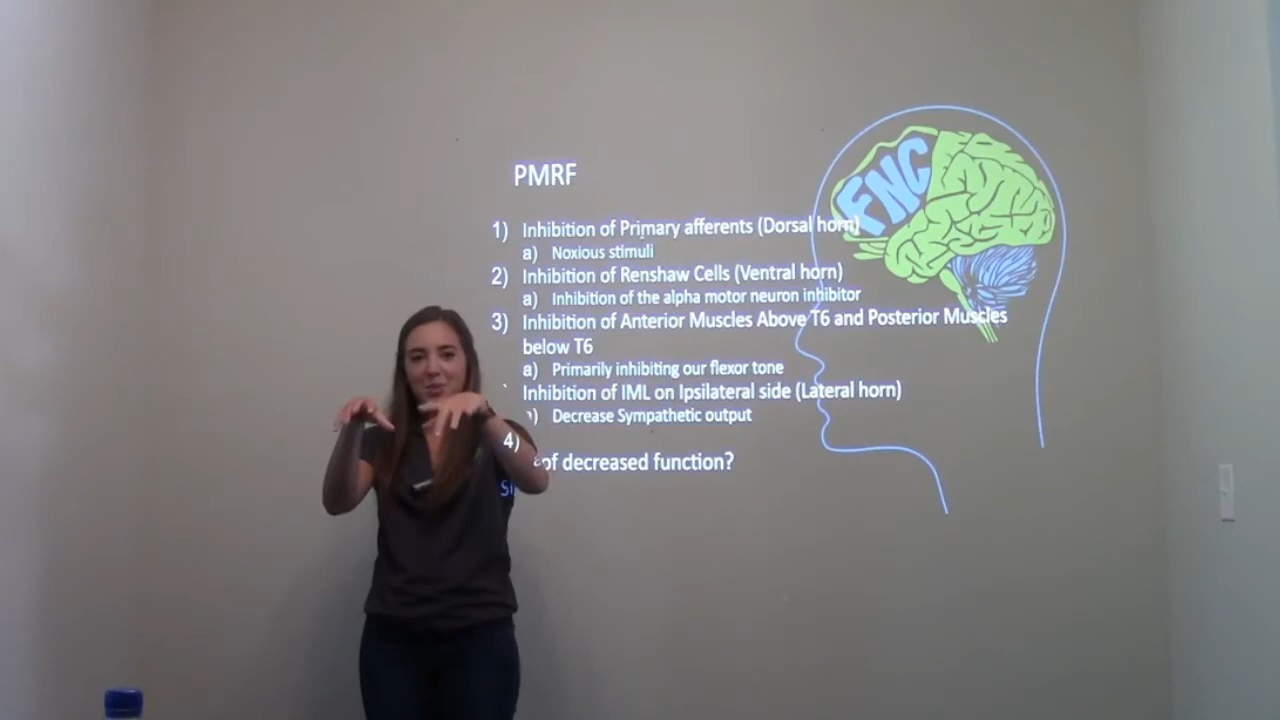 PMRF
FNC
1) Inhibition of Primary afferents (Dorsal horn)
a) Noxious stimuli
2) Inhibition of Renshaw Cells (Ventral horn)
a) Inhibition of the alpha motor neuron inhibitor
3) Inhibition of Anterior Muscles Above T6 and Posterior Muscles
below T6
a) Primarily inhibiting our flexor tone
4) Inhibition of IML on Ipsilateral side (Lateral horn)
Decrease Sympathetic output
of decreased function?